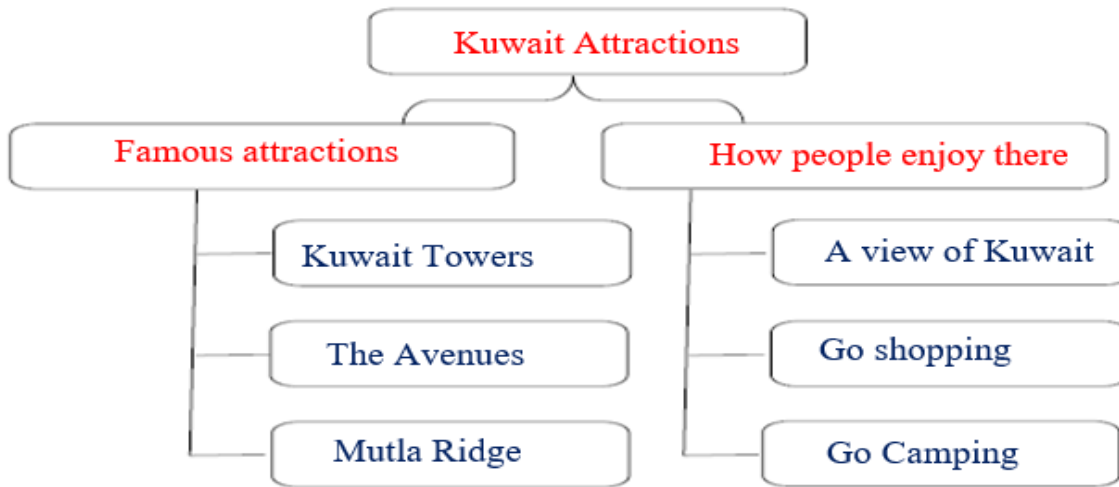 Kuwait Attractions
Famous attractions
How people enjoy there
Kuwait Towers
A view of Kuwait
The Avenues
Go shopping
Mutla Ridge
Go Camping